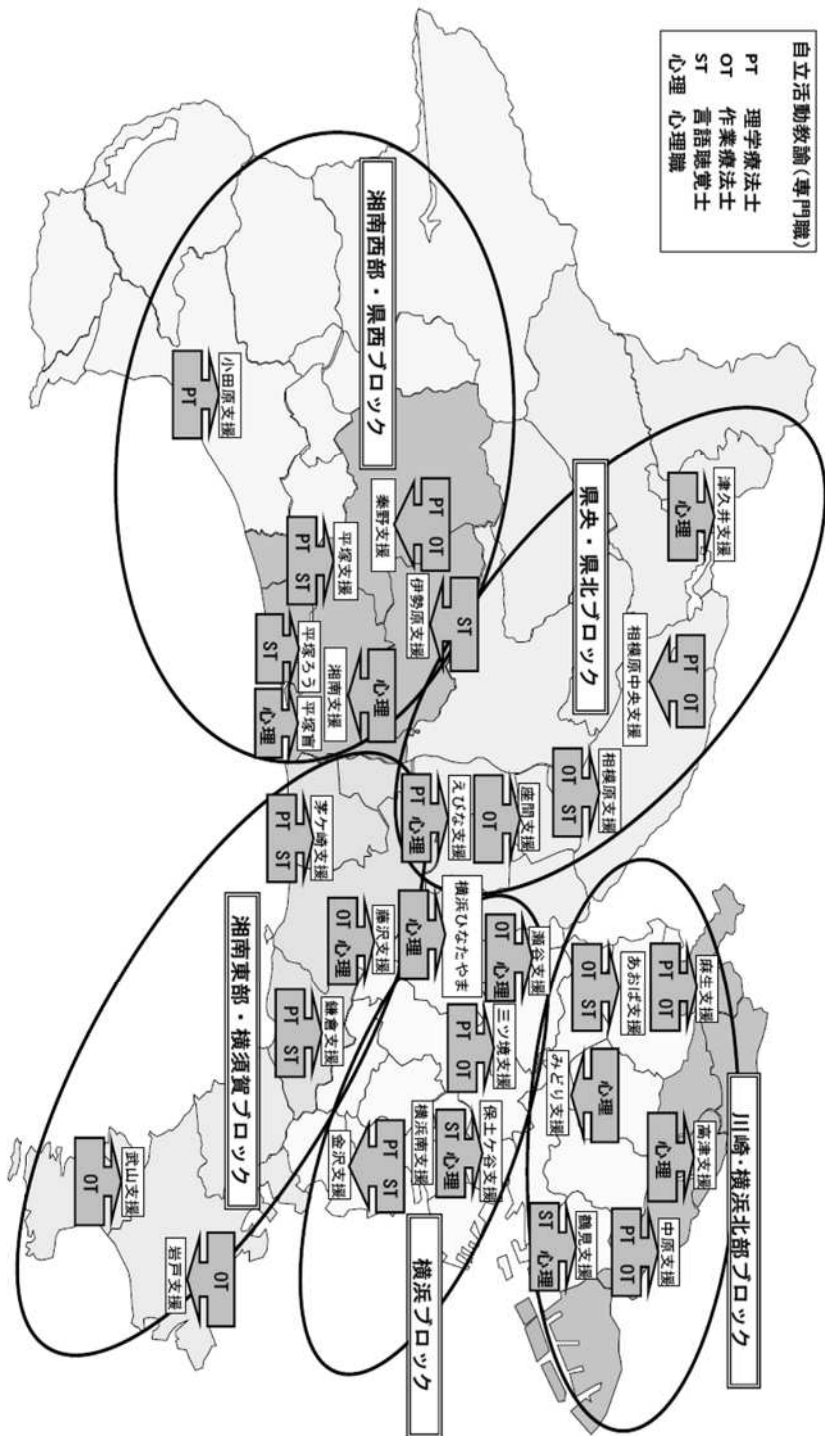 自立活動教諭(専門職)
PT 理学療法士
OT 作業療法士
ST 言語聴覚士
心理 心理職
川崎・横浜北部ブロック
麻生支援
PT OT
あおば支援
OT ST
みどり支援
心理
高津支援
心理
中原支援
PT OT
鶴見支援
ST 心理
県央・県北ブロック
津久井支援
心理
相模原中央支援
PT OT
相模原支援
OT ST
座間支援
OT
えびな支援
PT 心理
横浜ブロック
瀬谷支援
OT 心理
横浜ひなたやま
心理
三ツ境支援
PT OT
保土ケ谷支援
ST 心理
横浜南支援
金沢支援
PT ST
湘南西部・県西ブロック
小田原支援
PT
秦野支援
PT OT
平塚支援
PT ST
伊勢原支援
ST
湘南支援
心理
平塚ろう
ST
平塚盲
心理
湘南東部・横須賀ブロック
茅ケ崎支援
PT ST
藤沢支援
OT 心理
鎌倉支援
PT ST
武山支援
OT
岩戸支援
OT